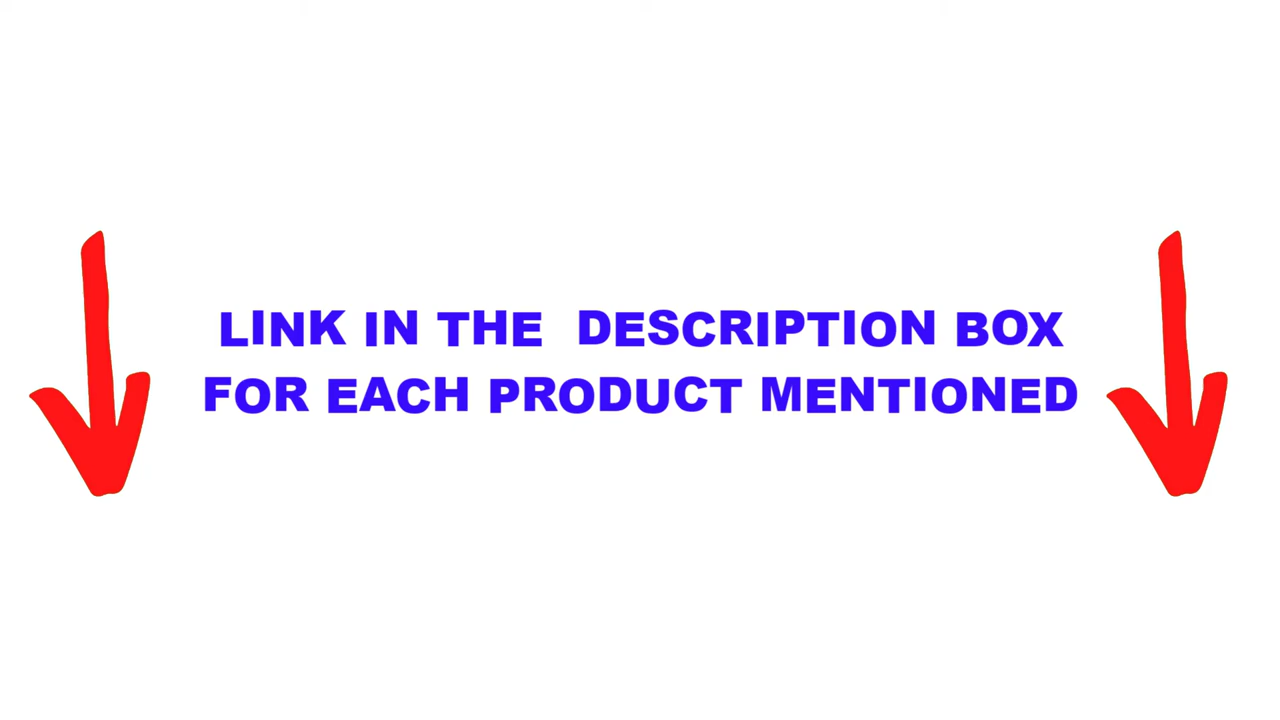 LINK IN THE  DESCRIPTION BOX
FOR EACH PRODUCT MENTIONED